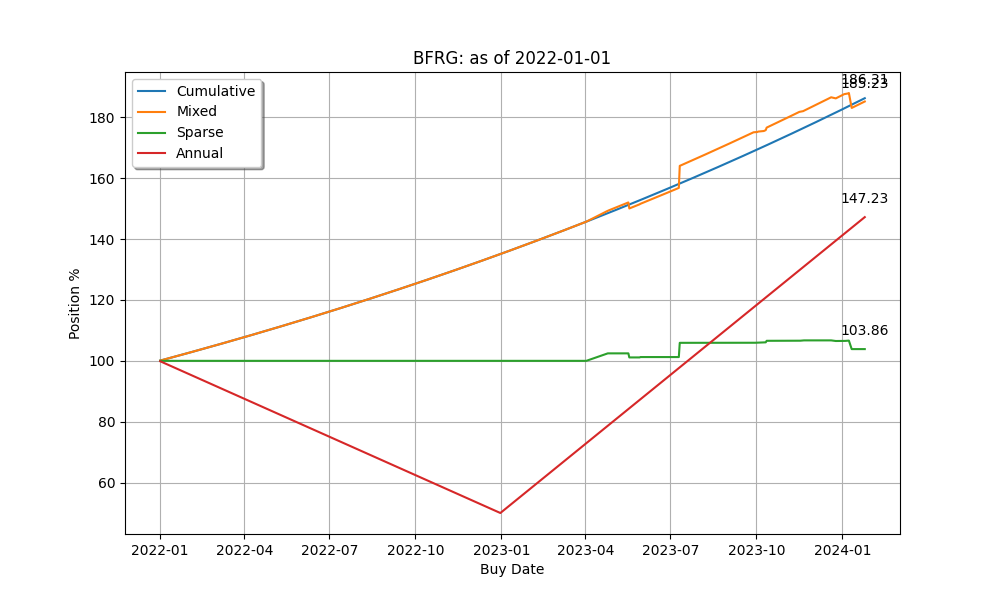 BFRG: as of 2022-01-01
Cumulative
Mixed
Sparse
Annual
186.31
185.23
147.23
103.86
Position %
180
160
140
120
100
80
60
2022-01 2022-04 2022-07 2022-10 2023-01 2023-04 2023-07 2023-10 2024-01
Buy Date